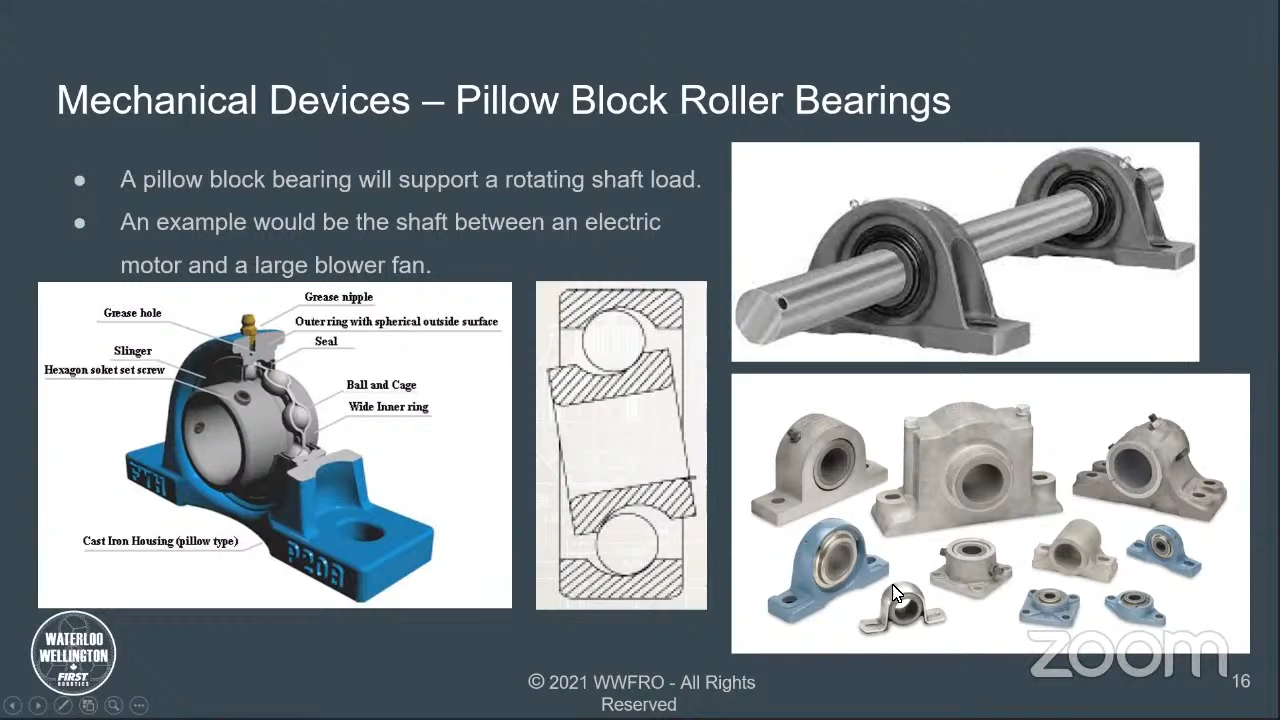 Mechanical Devices – Pillow Block Roller Bearings
● A pillow block bearing will support a rotating shaft load.
● An example would be the shaft between an electric
motor and a large blower fan.
Grease nipple
Grease hole
Outer ring with spherical outside surface
Seal
Slinger
Hexagon soket set screw
Ball and Cage
Wide Inner ring
Cast Iron Housing (pillow type)
P208
WATERLOO
WELLINGTON
FIRST
ROBOTICS
© 2021 WWFRO - All Rights
Reserved
zoom
16